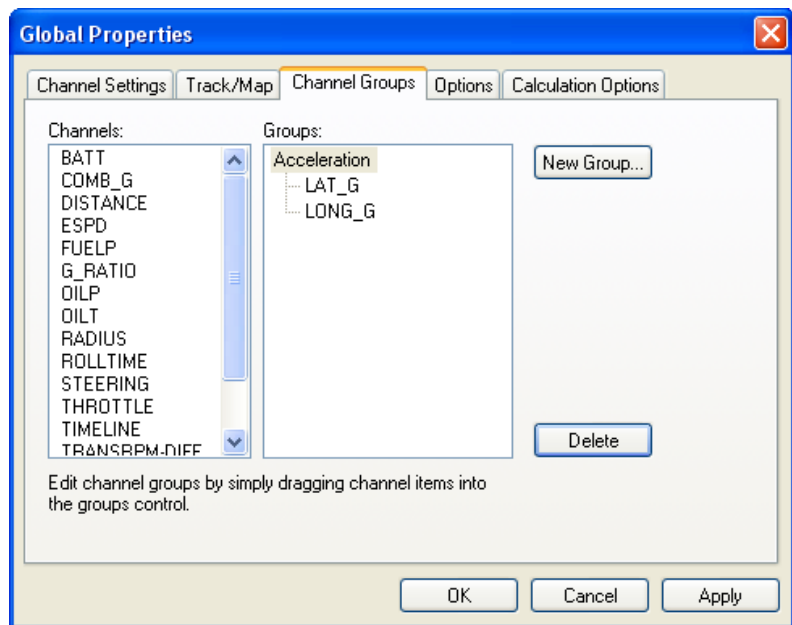 Global Properties
Channel Settings Track/Map Channel Groups Options Calculation Options
Channels:
BATT
COMB_G
DISTANCE
ESPD
FUELP
G_RATIO
OILP
OILT
RADIUS
ROLLTIME
STEERING
THROTTLE
TIMELINE
TRANSRPM-DIFF
Groups:
Acceleration
LAT_G
LONG_G
New Group...
Delete
Edit channel groups by simply dragging channel items into
the groups control.
OK Cancel Apply